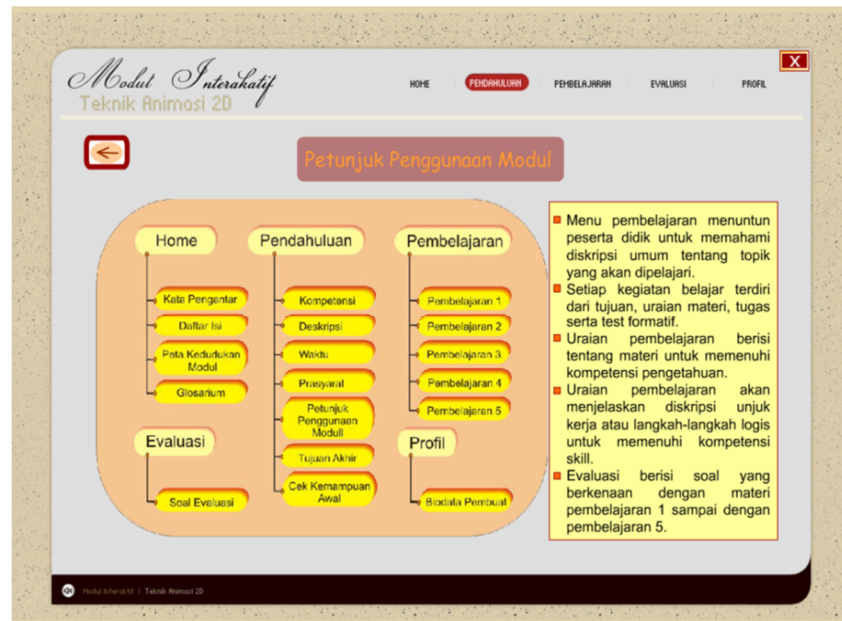 Modul Interakatif
Teknik Animasi 2D
HOME
PENDAHULUAN
PEMBELAJARAN
EVALUASI
PROFIL
X
Petunjuk Penggunaan Modul
Home
Kata Pengantar
Daftar Isi
Peta Kedudukan
Modul
Glosarium
Pendahuluan
Kompetensi
Deskripsi
Waktu
Prasyarat
Petunjuk
Penggunaan
Modull
Tujuan Akhir
Cek Kemampuan
Awal
Pembelajaran
Pembelajaran 1
Pembelajaran 2
Pembelajaran 3
Pembelajaran 4
Pembelajaran 5
Evaluasi
Soal Evaluasi
Profil
Biodata Pembuat
Menu pembelajaran menuntun
peserta didik untuk memahami
diskripsi umum tentang topik
yang akan dipelajari.
Setiap kegiatan belajar terdiri
dari tujuan, uraian materi, tugas
serta test formatif.
Uraian pembelajaran berisi
tentang materi untuk memenuhi
kompetensi pengetahuan.
Uraian pembelajaran akan
menjelaskan diskripsi unjuk
kerja atau langkah-langkah logis
untuk memenuhi kompetensi
skill.
Evaluasi berisi soal yang
berkenaan dengan materi
pembelajaran 1 sampai dengan
pembelajaran 5.
Modul Interaktif | Teknik Animasi 2D